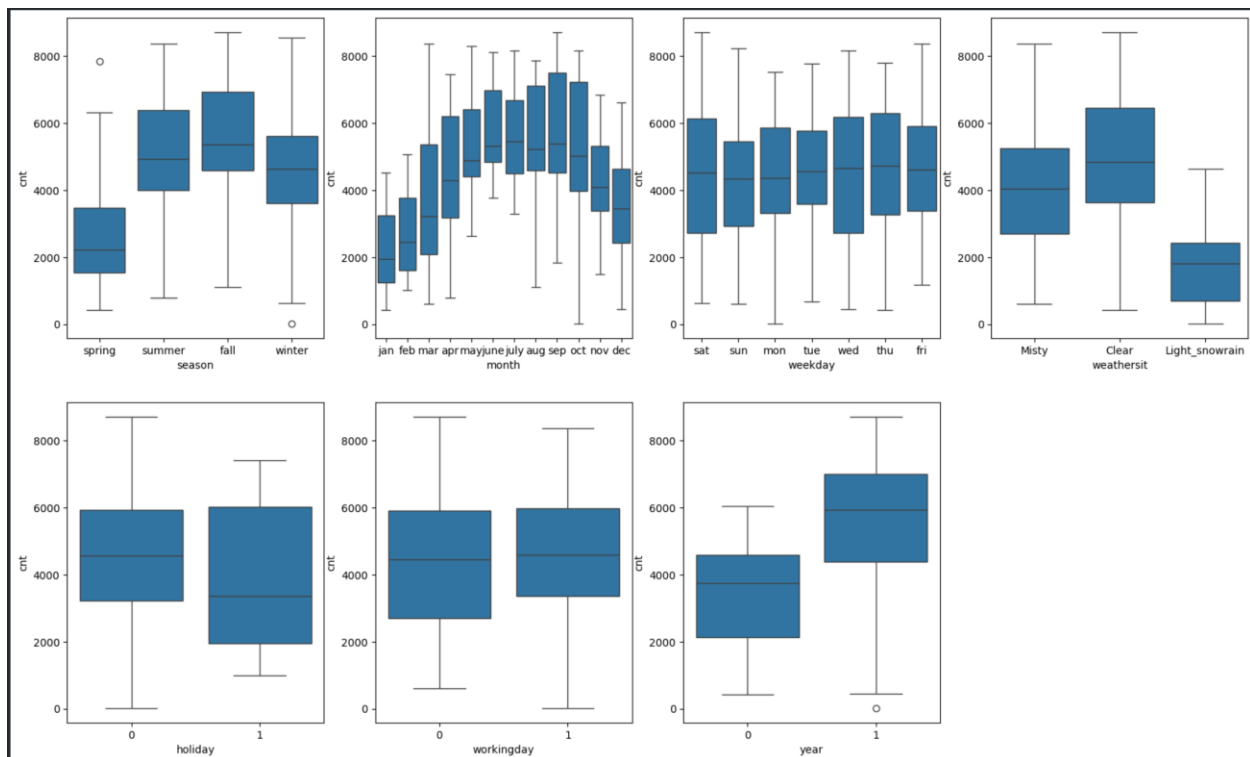 8000 8000 8000 8000
6000 6000 6000 6000
cnt cnt cnt cnt
4000 4000 4000 4000
2000 2000 2000 2000
0 0 0 0
spring summer fall winter jan feb mar apr may june july aug sep oct nov dec sat sun mon tue wed thu fri Misty Clear Light_snowrain
season month weekday weathersit
8000 8000 8000
6000 6000 6000
cnt cnt cnt
4000 4000 4000
2000 2000 2000
0 0 0
0 1 0 1 0 1
holiday workingday year